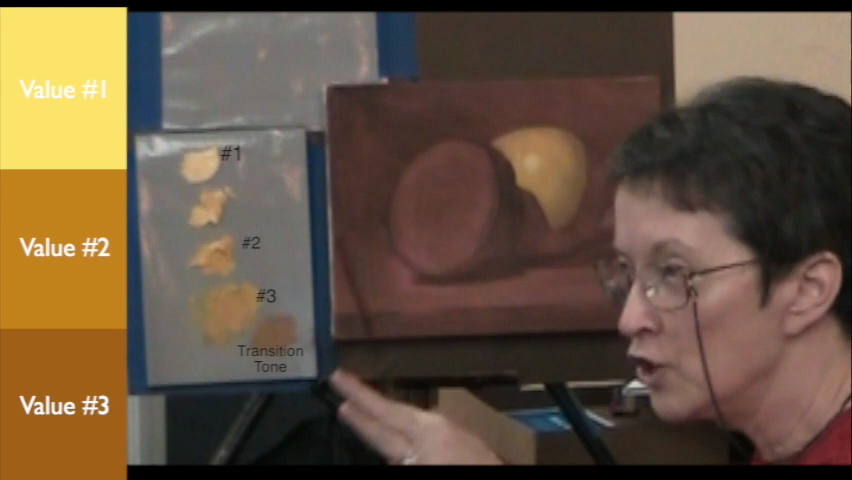 Value #1
Value #2
Value #3
#1
#2
#3
Transition
Tone